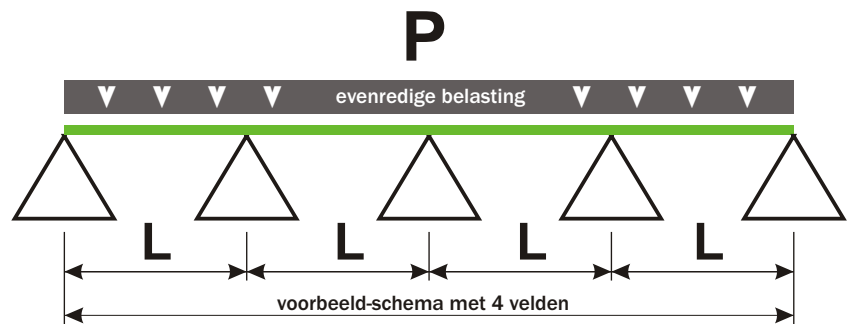 P
evenredige belasting
L L L L
voorbeeld-schema met 4 velden